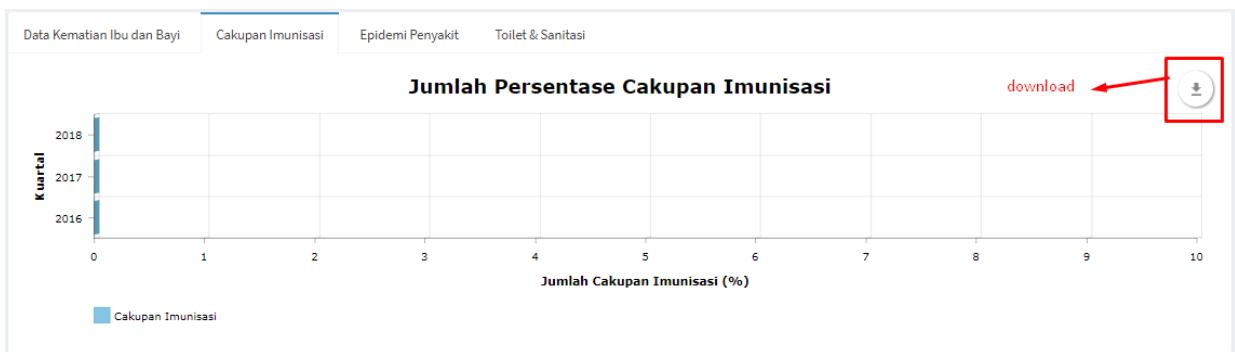 Data Kematian Ibu dan Bayi Cakupan Imunisasi Epidemi Penyakit Toilet & Sanitasi
Jumlah Persentase Cakupan Imunisasi
download
Kuartal
2018
2017
2016
0 1 2 3 4 5 6 7 8 9 10
Jumlah Cakupan Imunisasi (%)
Cakupan Imunisasi